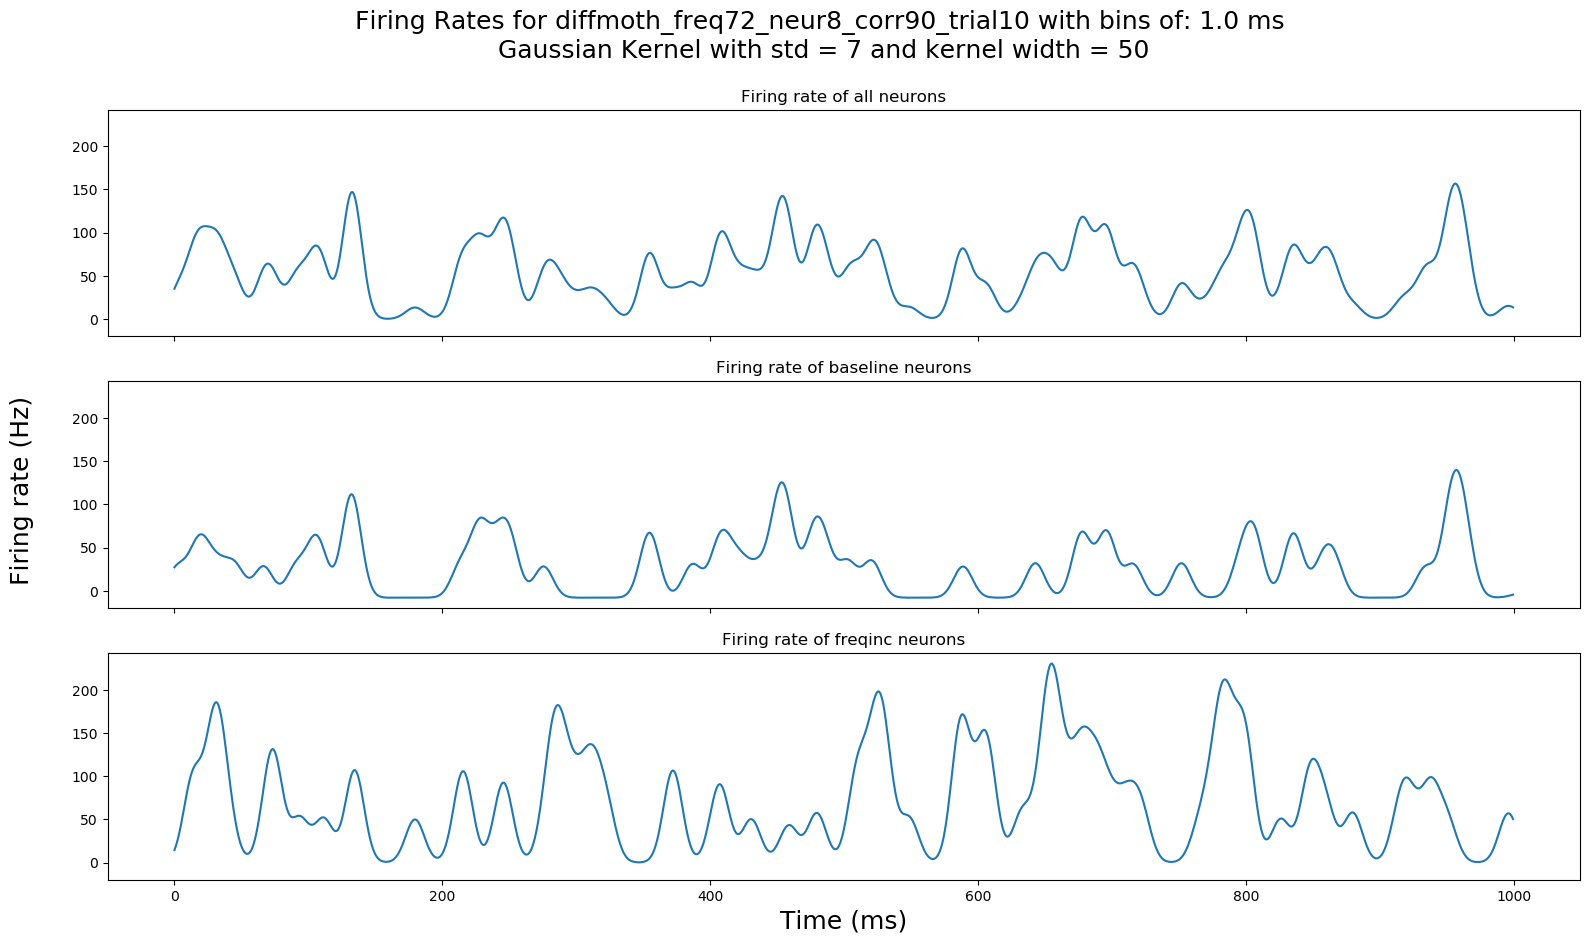 Firing Rates for diffmoth_freq72_neur8_corr90_trial10 with bins of: 1.0 ms
Gaussian Kernel with std = 7 and kernel width = 50
Firing rate of all neurons
200
150
100
50
0
Firing rate of baseline neurons
200
150
100
50
0
Firing rate (Hz)
Firing rate of freqinc neurons
200
150
100
50
0
0 200 400 600 800 1000
Time (ms)